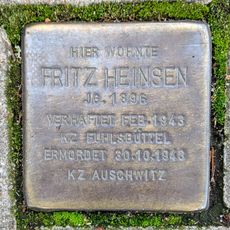 HIER WOHNTE
FRITZ HEINSEN
JG. 1896
VERHAFTET FEB. 1943
KZ FUHLSBÜTTEL
ERMORDET 30.10.1943
KZ AUSCHWITZ